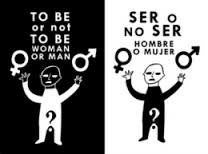 TO BE
or not
TO BE
WOMAN
OR MAN
?
SER O
NO SER
HOMBRE
O MUJER
?